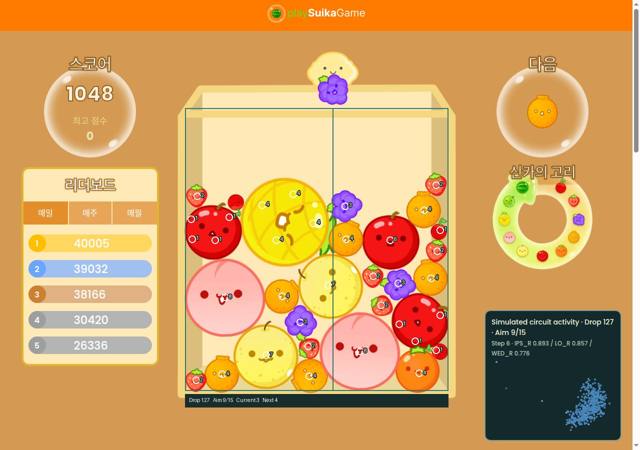 playSuikaGame
스코어
1048
최고 점수
0
리더보드
매일 매주 매월
1 40005
2 39032
3 38166
4 30420
5 26336
다음
산카의 고리
Simulated circuit activity · Drop 127
· Aim 9/15
Step 6 · IPS_R 0.893 / LO_R 0.857 /
WED_R 0.776
Drop 127 Aim 9/15 Current 3 Next 4